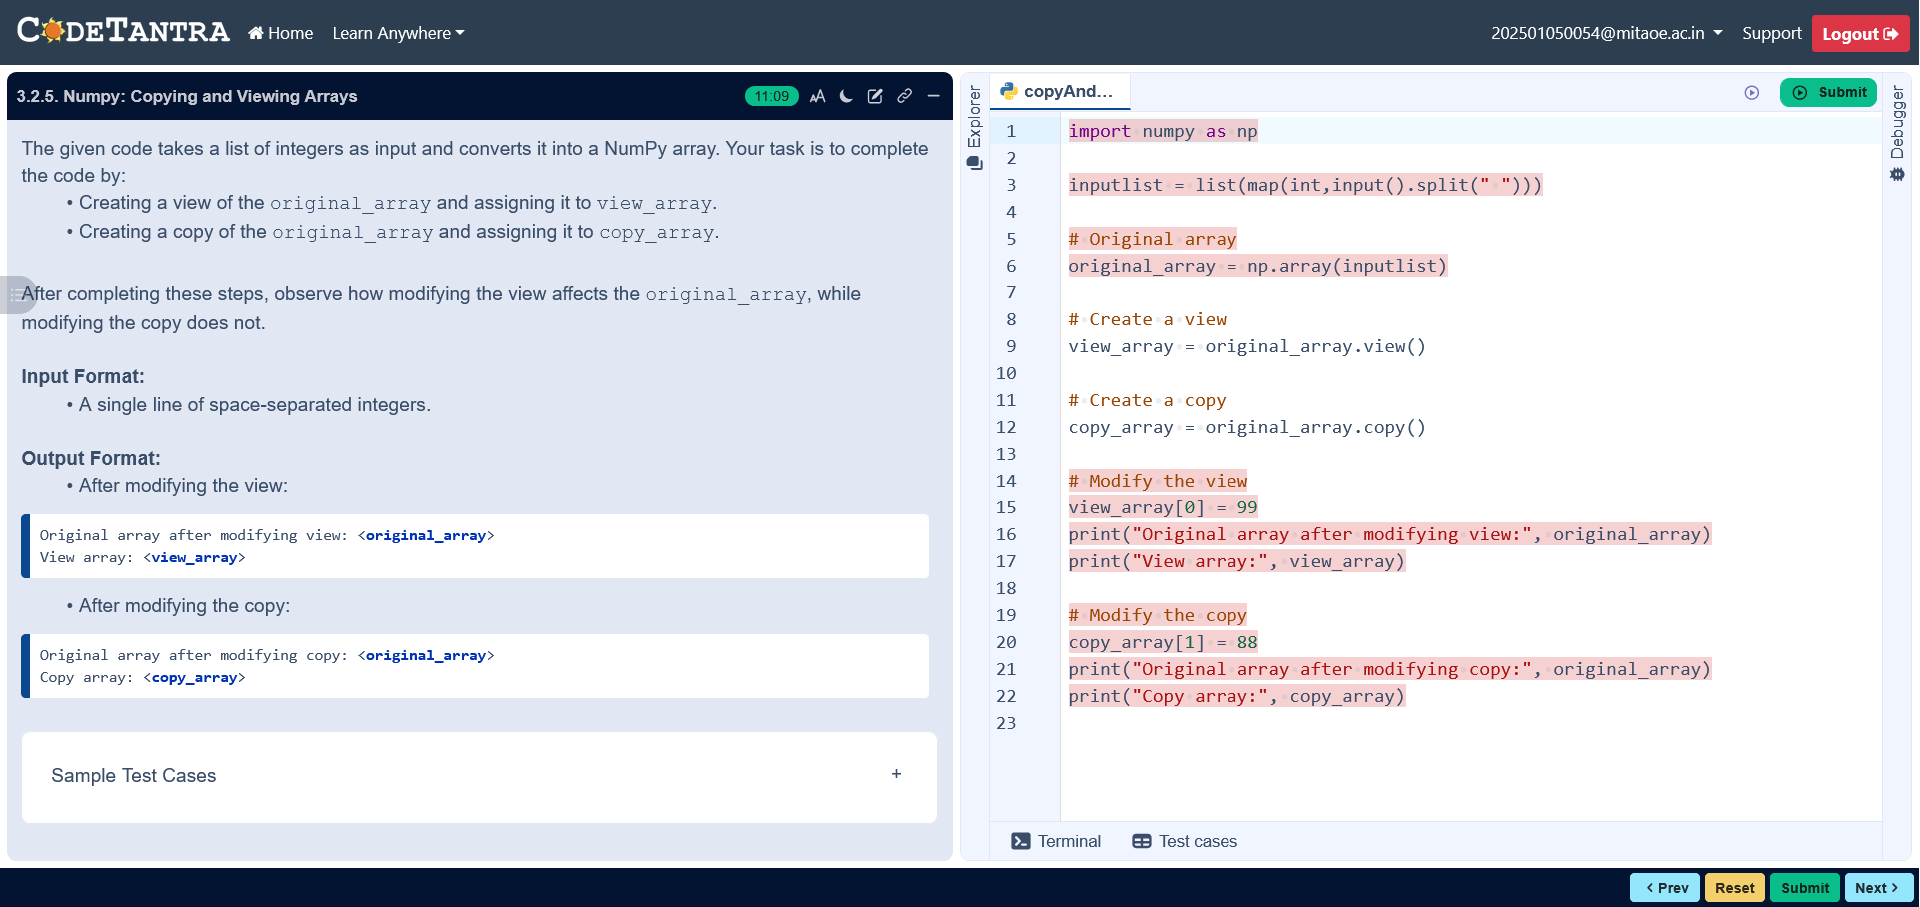 CODETANTRA Home Learn Anywhere 202501050054@mitaoe.ac.in Support Logout
3.2.5. Numpy: Copying and Viewing Arrays 11:09 AA
The given code takes a list of integers as input and converts it into a NumPy array. Your task is to complete
the code by:
• Creating a view of the original_array and assigning it to view_array.
• Creating a copy of the original_array and assigning it to copy_array.
After completing these steps, observe how modifying the view affects the original_array, while
modifying the copy does not.
Input Format:
• A single line of space-separated integers.
Output Format:
• After modifying the view:
Original array after modifying view: <original_array>
View array: <view_array>
• After modifying the copy:
Original array after modifying copy: <original_array>
Copy array: <copy_array>
Sample Test Cases +
Explorer
copyAnd...
Submit
Debugger
1 import numpy as np
2
3 inputlist = list(map(int,input().split(" ")))
4
5 # Original array
6 original_array = np.array(inputlist)
7
8 # Create a view
9 view_array = original_array.view()
10
11 # Create a copy
12 copy_array = original_array.copy()
13
14 # Modify the view
15 view_array[0] = 99
16 print("Original array after modifying view:", original_array)
17 print("View array:", view_array)
18
19 # Modify the copy
20 copy_array[1] = 88
21 print("Original array after modifying copy:", original_array)
22 print("Copy array:", copy_array)
23
Terminal Test cases
< Prev Reset Submit Next >